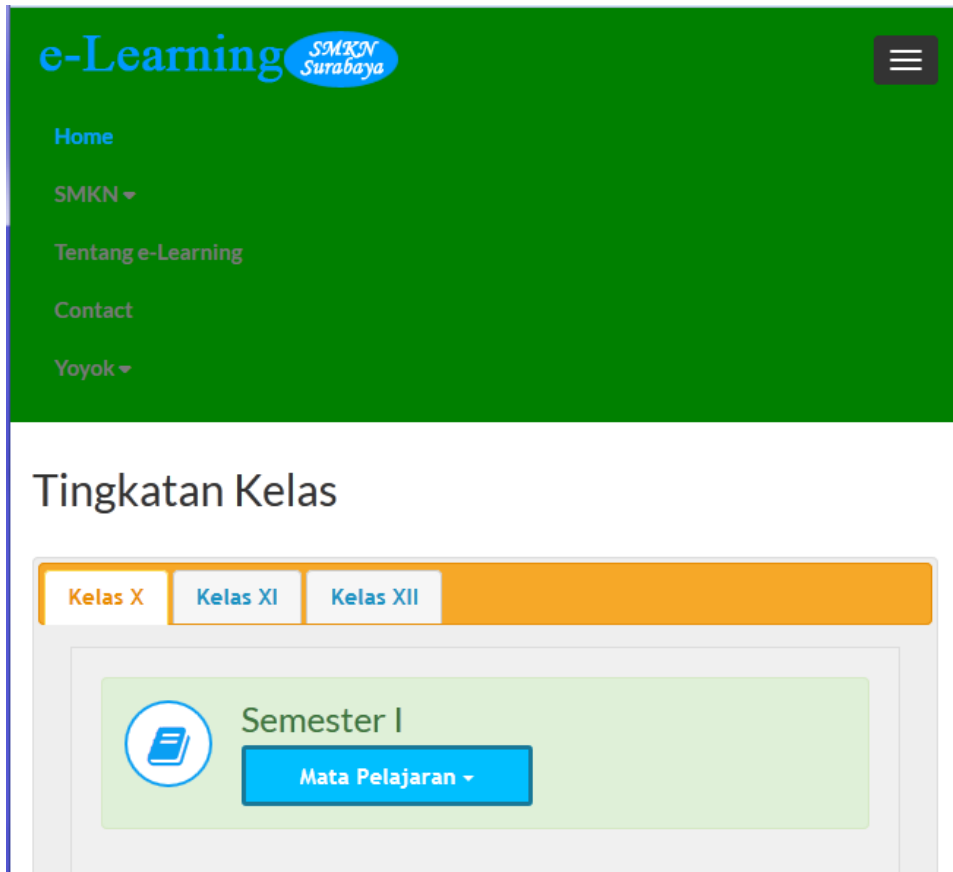 e-Learning SMKN
Surabaya
Home
SMKN
Tentang e-Learning
Contact
Yoyok
Tingkatan Kelas
Kelas X Kelas XI Kelas XII
Semester I
Mata Pelajaran